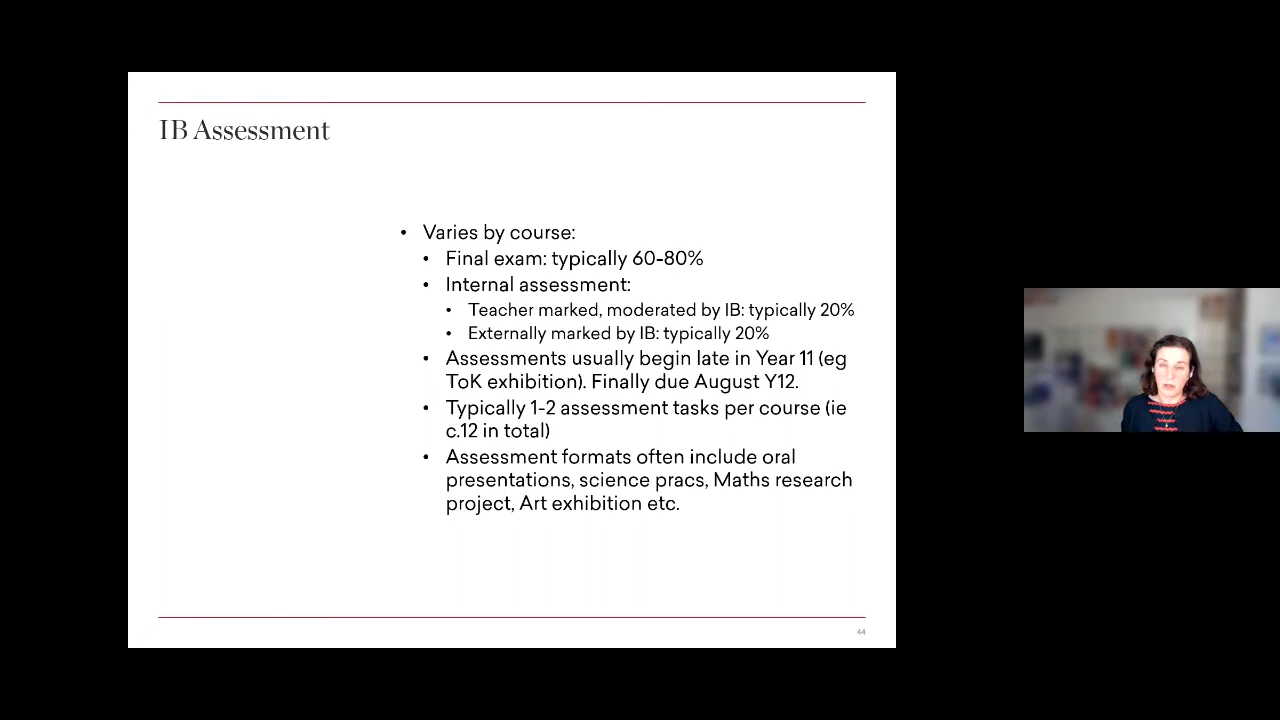 IB Assessment
• Varies by course:
• Final exam: typically 60-80%
• Internal assessment:
• Teacher marked, moderated by IB: typically 20%
• Externally marked by IB: typically 20%
• Assessments usually begin late in Year 11 (eg
ToK exhibition). Finally due August Y12.
• Typically 1-2 assessment tasks per course (ie
c.12 in total)
• Assessment formats often include oral
presentations, science pracs, Maths research
project, Art exhibition etc.
44